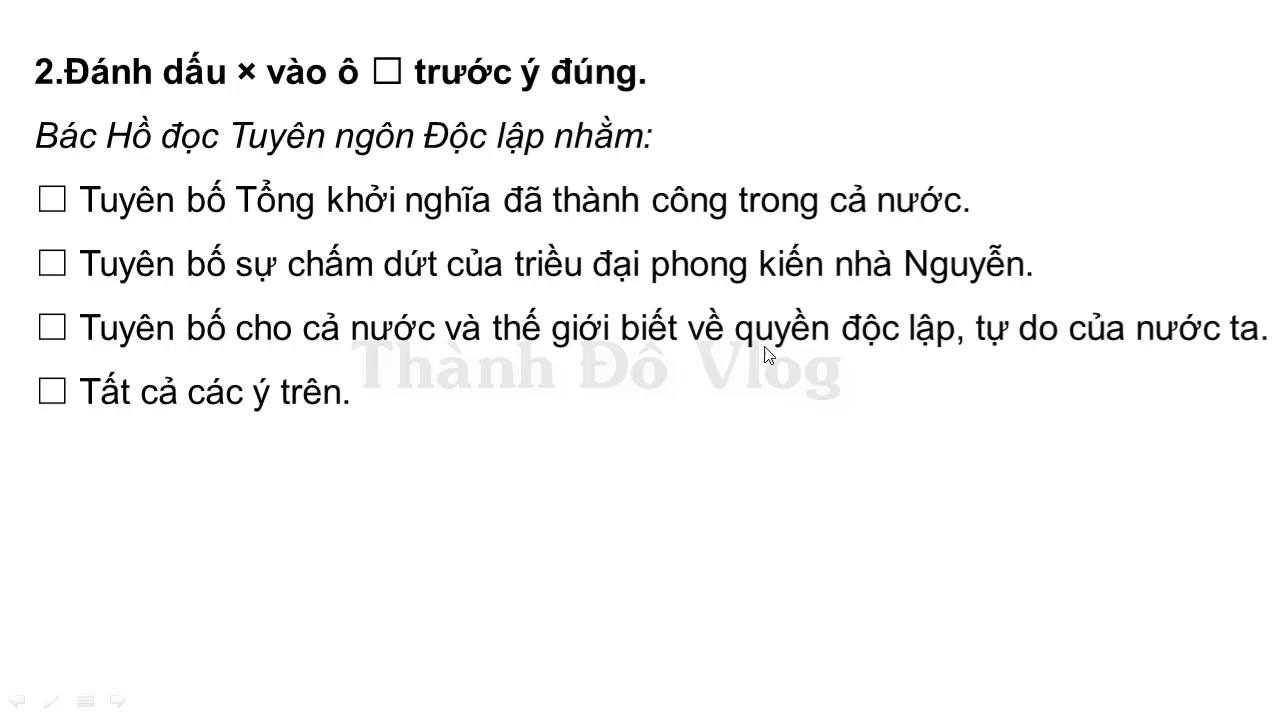 2.Đánh dấu × vào ô □ trước ý đúng.
Bác Hồ đọc Tuyên ngôn Độc lập nhằm:
□ Tuyên bố Tổng khởi nghĩa đã thành công trong cả nước.
□ Tuyên bố sự chấm dứt của triều đại phong kiến nhà Nguyễn.
□ Tuyên bố cho cả nước và thế giới biết về quyền độc lập, tự do của nước ta.
Thành Đô Vlog
□ Tất cả các ý trên.